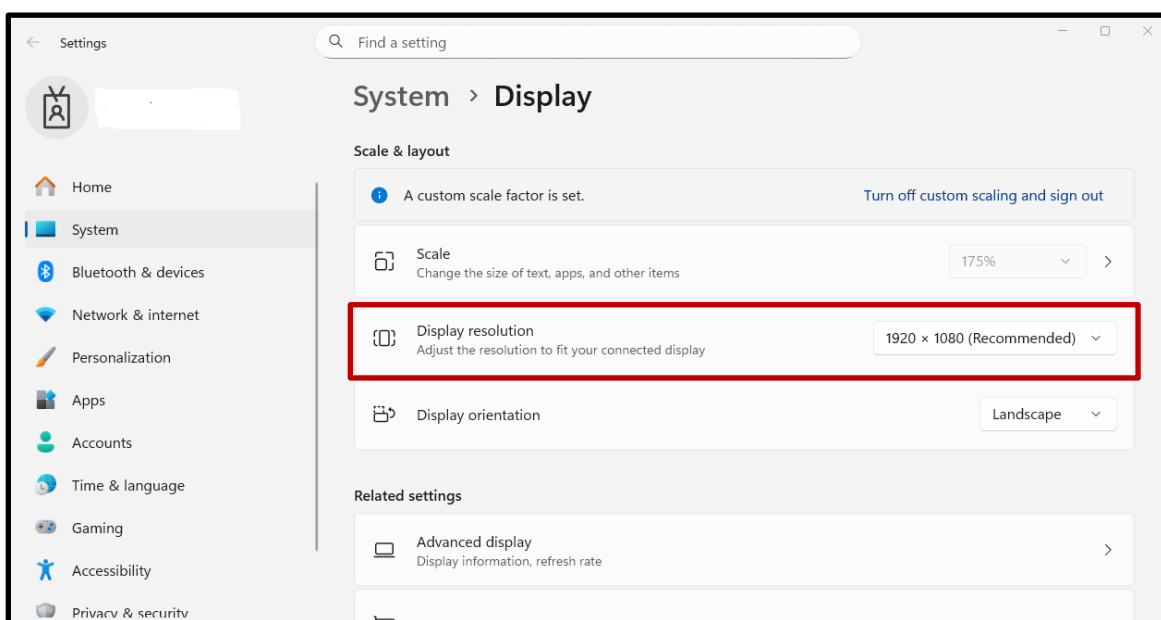 Settings
Find a setting
System > Display
Home
System
Bluetooth & devices
Network & internet
Personalization
Apps
Accounts
Time & language
Gaming
Accessibility
Privacy & security
Scale & layout
A custom scale factor is set. Turn off custom scaling and sign out
Scale
Change the size of text, apps, and other items
175%
Display resolution
Adjust the resolution to fit your connected display
1920 × 1080 (Recommended)
Display orientation
Landscape
Related settings
Advanced display
Display information, refresh rate